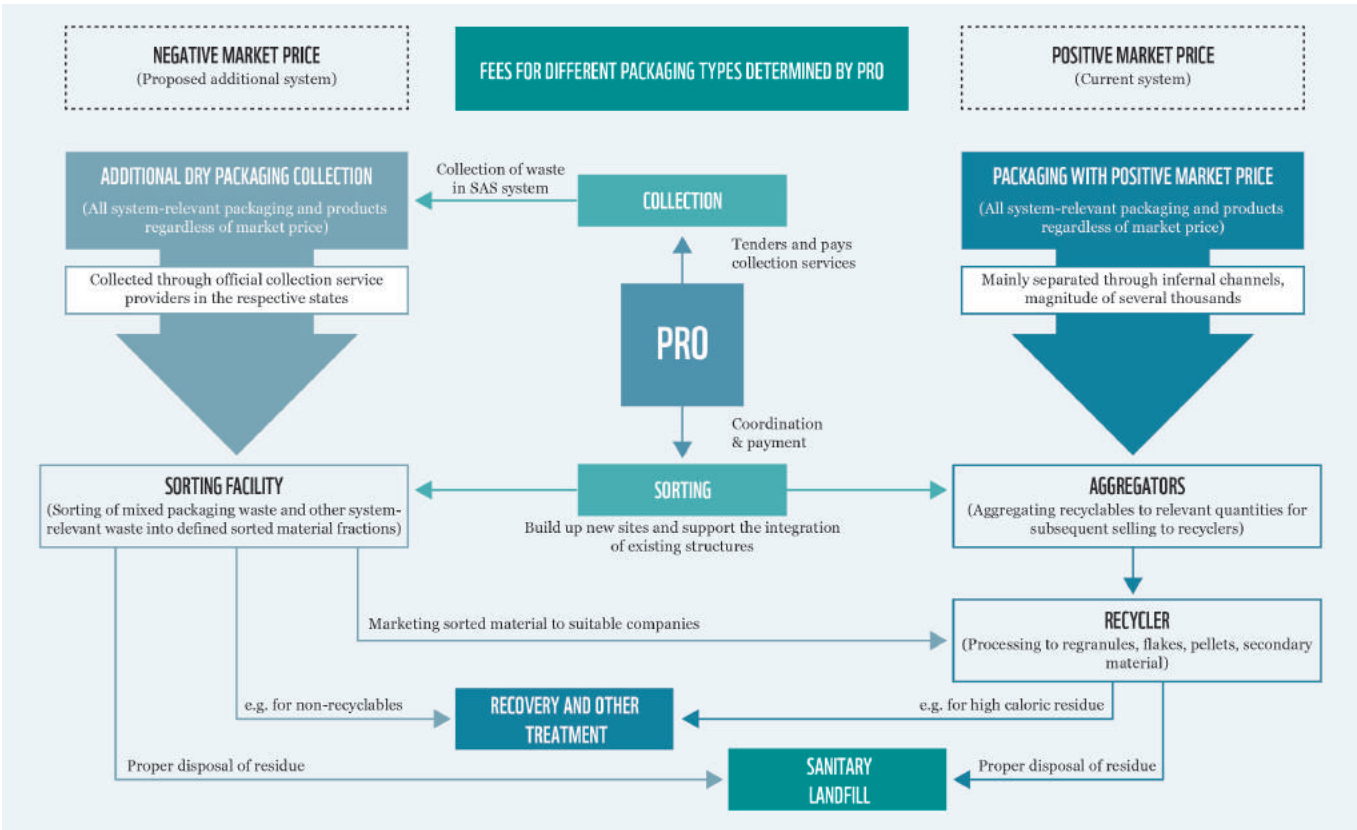 NEGATIVE MARKET PRICE
(Proposed additional system)
FEES FOR DIFFERENT PACKAGING TYPES DETERMINED BY PRO
POSITIVE MARKET PRICE
(Current system)
ADDITIONAL DRY PACKAGING COLLECTION
(All system-relevant packaging and products
regardless of market price)
Collected through official collection service
providers in the respective states
Collection of waste
in SAS system
COLLECTION
Tenders and pays
collection services
PRO
Coordination
& payment
SORTING
Build up new sites and support the integration
of existing structures
PACKAGING WITH POSITIVE MARKET PRICE
(All system-relevant packaging and products
regardless of market price)
Mainly separated through infernal channels,
magnitude of several thousands
SORTING FACILITY
(Sorting of mixed packaging waste and other system-
relevant waste into defined sorted material fractions)
AGGREGATORS
(Aggregating recyclables to relevant quantities for
subsequent selling to recyclers)
Marketing sorted material to suitable companies
RECYCLER
(Processing to regranules, flakes, pellets, secondary
material)
e.g. for non-recyclables
RECOVERY AND OTHER
TREATMENT
e.g. for high caloric residue
Proper disposal of residue
SANITARY
LANDFILL
Proper disposal of residue